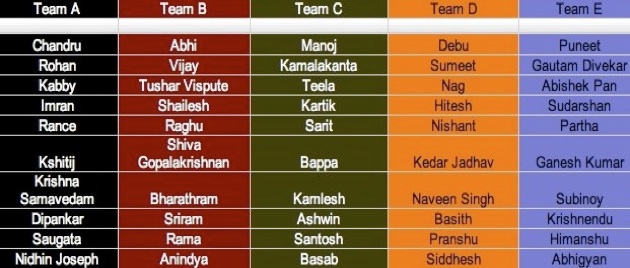 Team A Team B Team C Team D Team E
Chandru Abhi Manoj Debu Puneet
Rohan Vijay Kamalakanta Sumeet Gautam Divekar
Kabby Tushar Vispute Teela Nag Abishek Pan
Imran Shailesh Kartik Hitesh Sudarshan
Rance Raghu Sarit Nishant Partha
Shiva
Kshitij Gopalakrishnan Bappa Kedar Jadhav Ganesh Kumar
Krishna
Samavedam Bharathram Kamlesh Naveen Singh Subinoy
Dipankar Sriram Ashwin Basith Krishnendu
Saugata Rama Santosh Pranshu Himanshu
Nidhin Joseph Anindya Basab Siddhesh Abhigyan